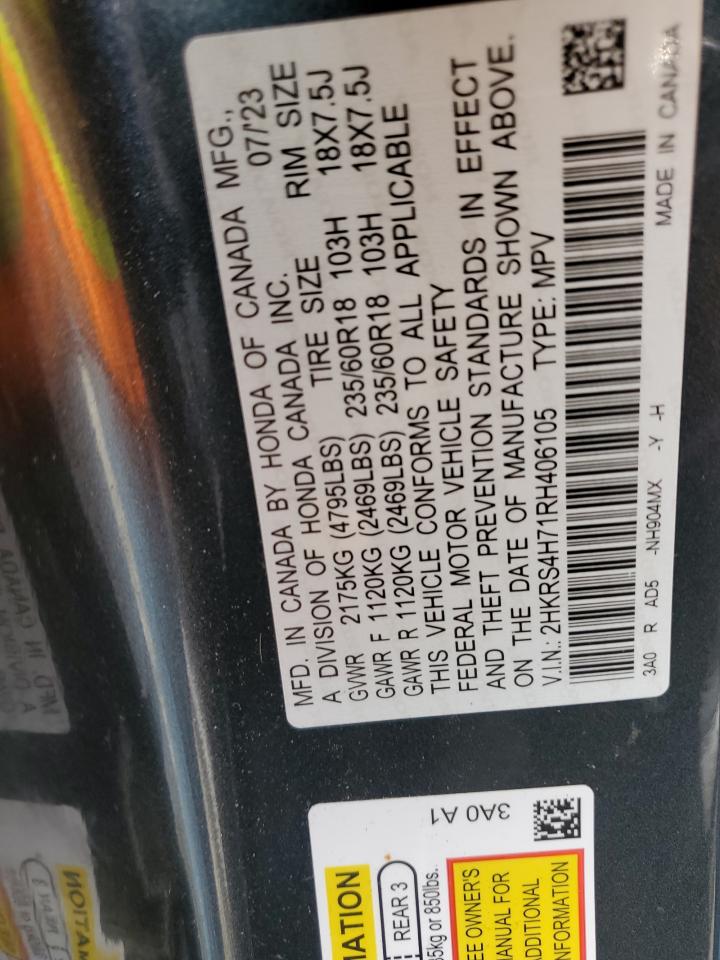 MFD. IN CANADA BY HONDA OF CANADA MFG.,
A DIVISION OF HONDA CANADA INC. 07/'23
GVWR 2175KG (4795LBS) TIRE SIZE RIM SIZE
GAWR F 1120KG (2469LBS) 235/60R18 103H 18X7.5J
GAWR R 1120KG (2469LBS) 235/60R18 103H 18X7.5J
THIS VEHICLE CONFORMS TO ALL APPLICABLE
FEDERAL MOTOR VEHICLE SAFETY
AND THEFT PREVENTION STANDARDS IN EFFECT
ON THE DATE OF MANUFACTURE SHOWN ABOVE.
V.I.N.: 2HKRS4H71RH406105 TYPE: MPV
3A0 R AD5 -NH904MX -Y -H MADE IN CANADA
3A0 A1
REAR 3
or 850lbs.
OWNER'S
FOR